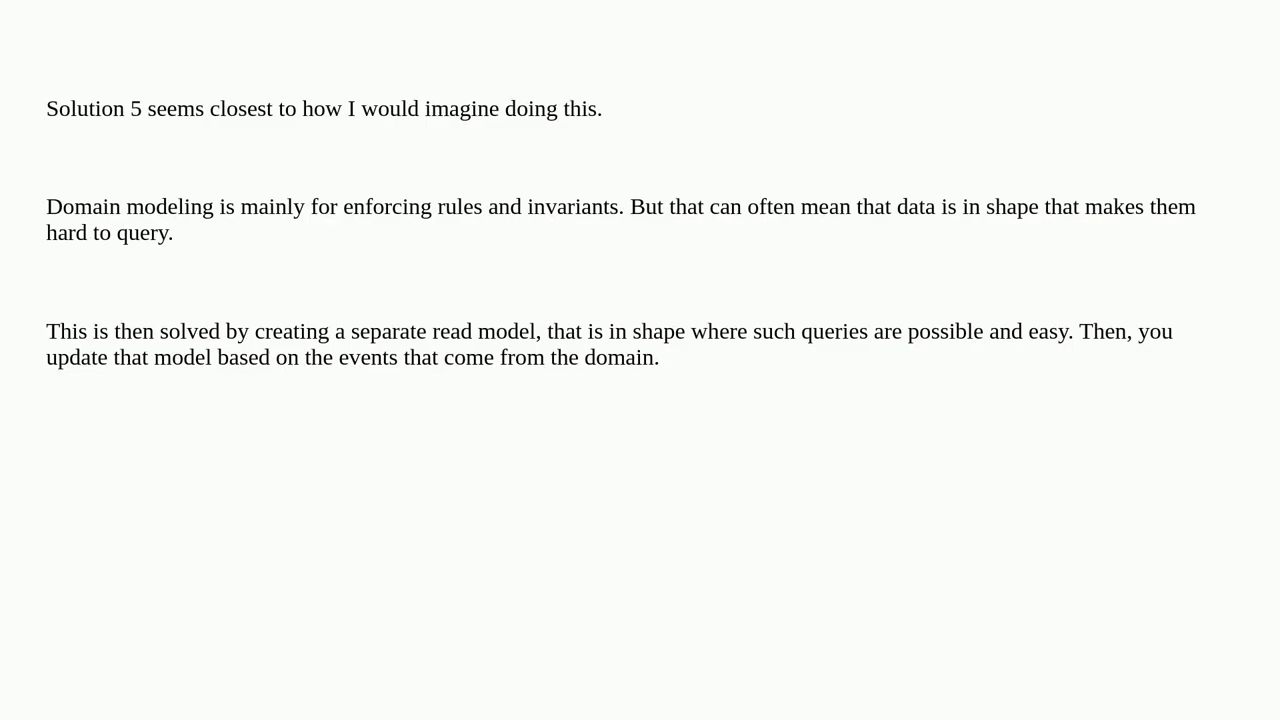 Solution 5 seems closest to how I would imagine doing this.
Domain modeling is mainly for enforcing rules and invariants. But that can often mean that data is in shape that makes them
hard to query.
This is then solved by creating a separate read model, that is in shape where such queries are possible and easy. Then, you
update that model based on the events that come from the domain.